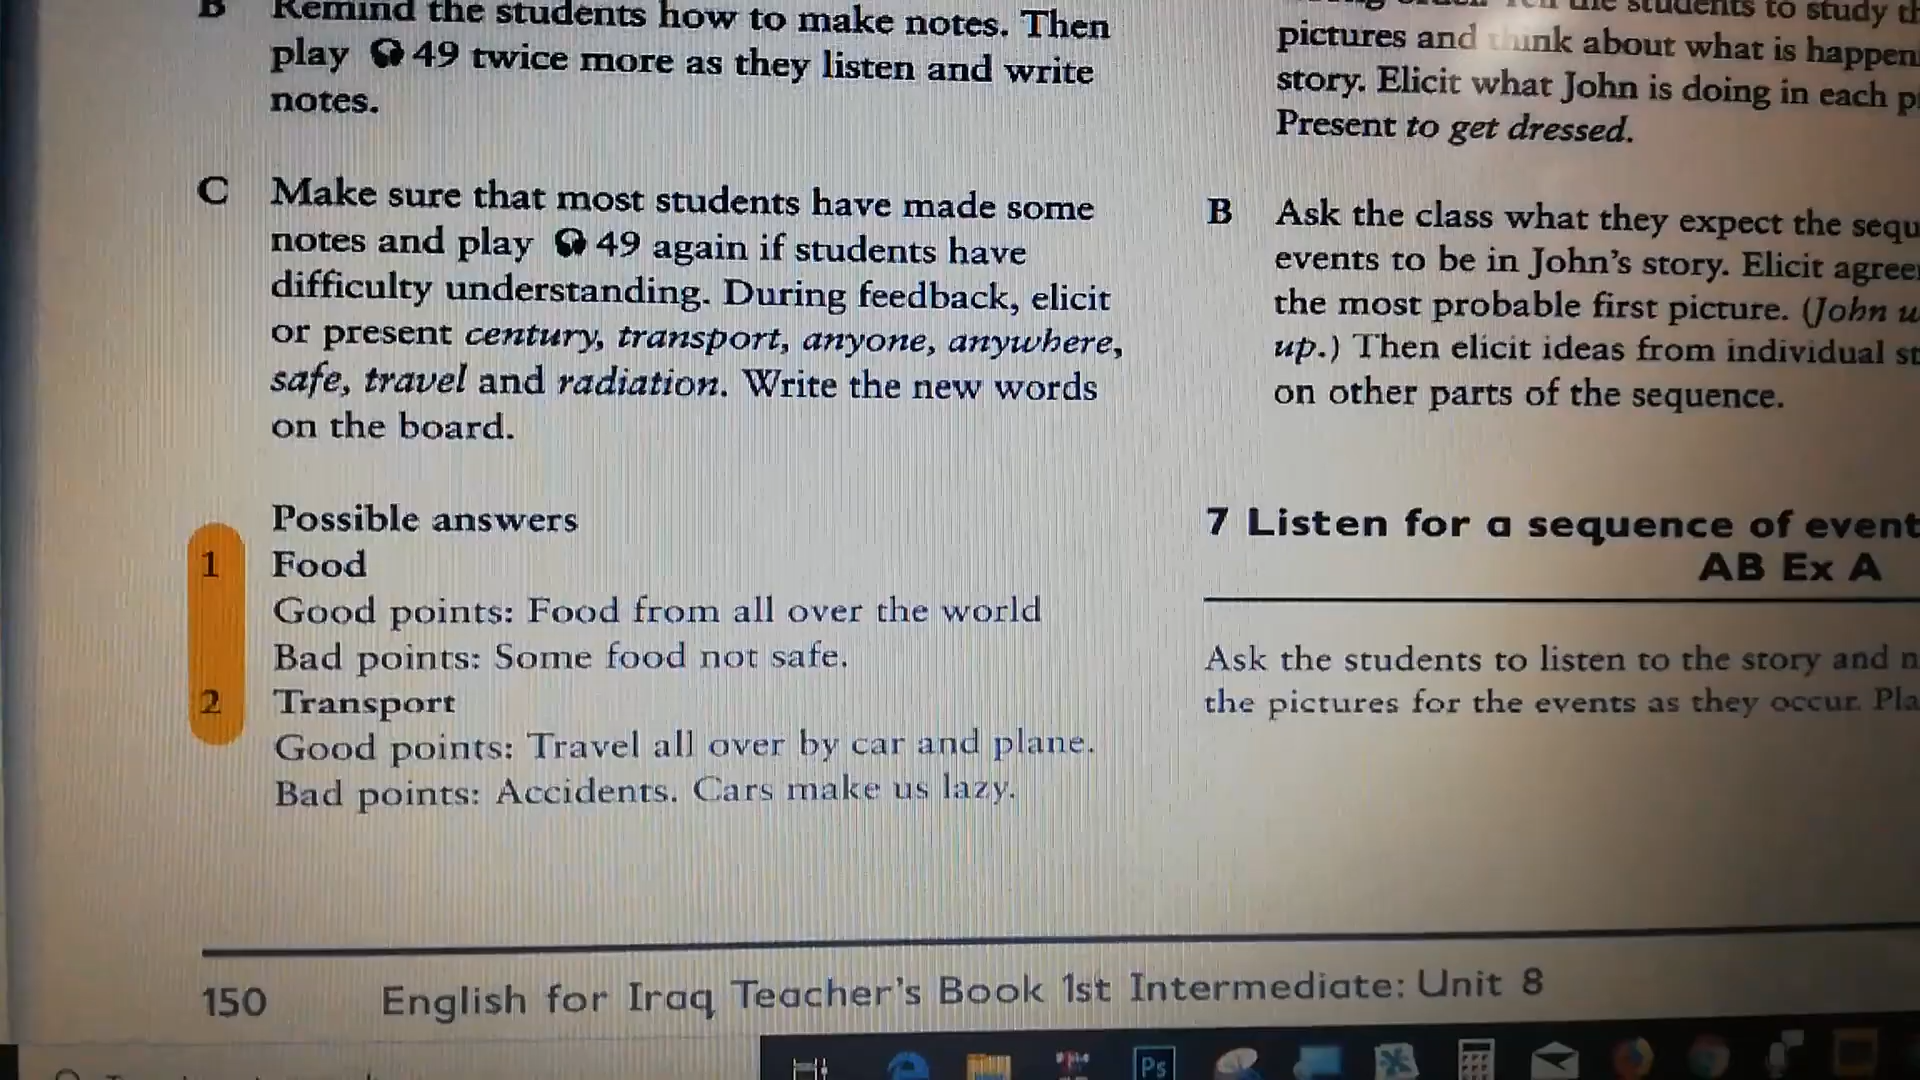 B Remind the students how to make notes. Then
play 49 twice more as they listen and write
notes.
C Make sure that most students have made some
notes and play 49 again if students have
difficulty understanding. During feedback, elicit
or present century, transport, anyone, anywhere,
safe, travel and radiation. Write the new words
on the board.
Possible answers
1 Food
Good points: Food from all over the world
Bad points: Some food not safe.
2 Transport
Good points: Travel all over by car and plane.
Bad points: Accidents. Cars make us lazy.
the students to study
pictures and think about what is
story. Elicit what John is doing in each
Present to get dressed.
B Ask the class what they expect the
events to be in John's story. Elicit
the most probable first picture. (John
up.) Then elicit ideas from individual
on other parts of the sequence.
7 Listen for a sequence of
AB Ex A
Ask the students to listen to the story and
the pictures for the events as they occur.
150 English for Iraq Teacher's Book 1st Intermediate: Unit 8
Ps